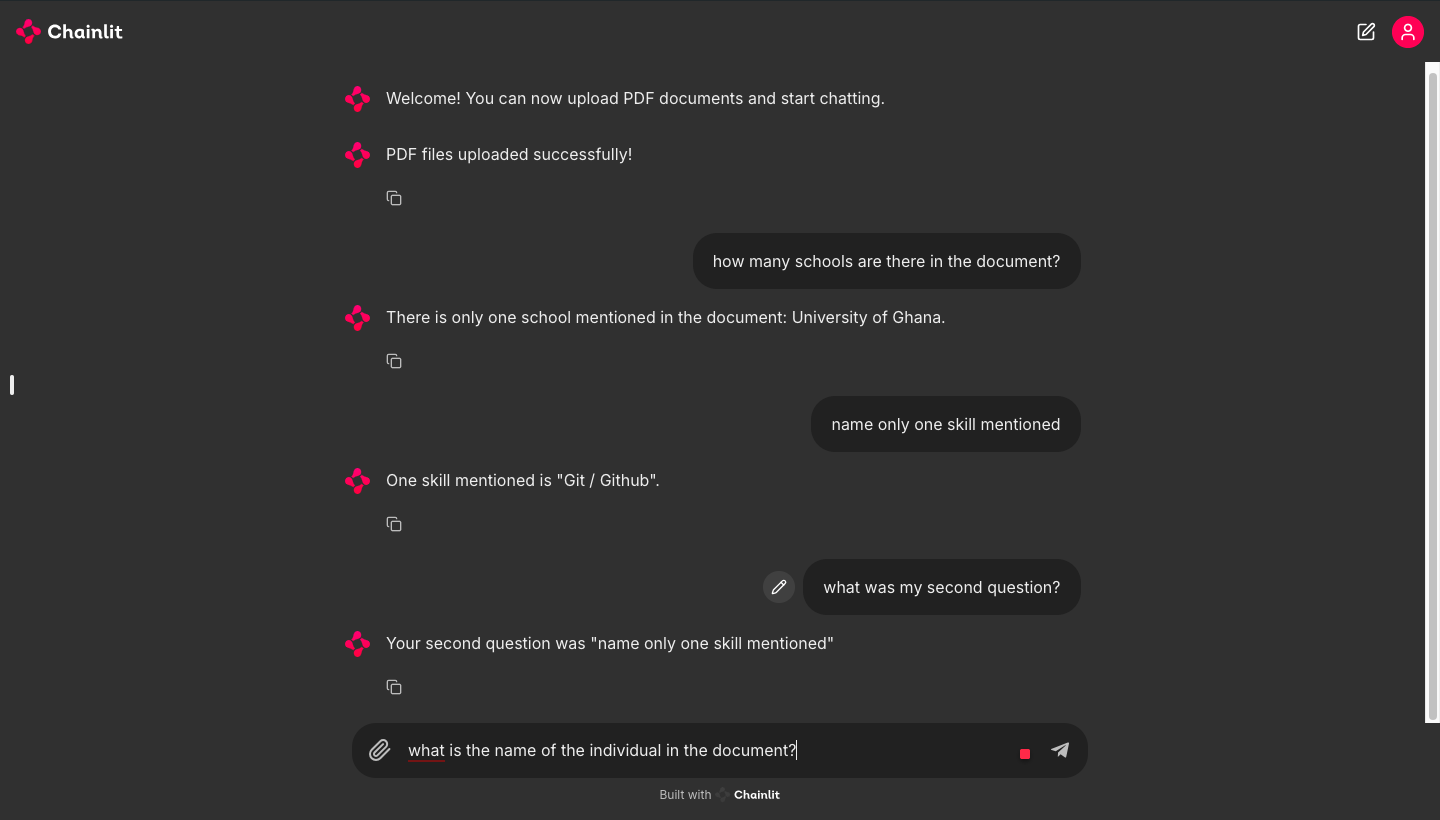 Chainlit
Welcome! You can now upload PDF documents and start chatting.
PDF files uploaded successfully!
how many schools are there in the document?
There is only one school mentioned in the document: University of Ghana.
name only one skill mentioned
One skill mentioned is "Git / Github".
what was my second question?
Your second question was "name only one skill mentioned"
what is the name of the individual in the document?
Built with Chainlit